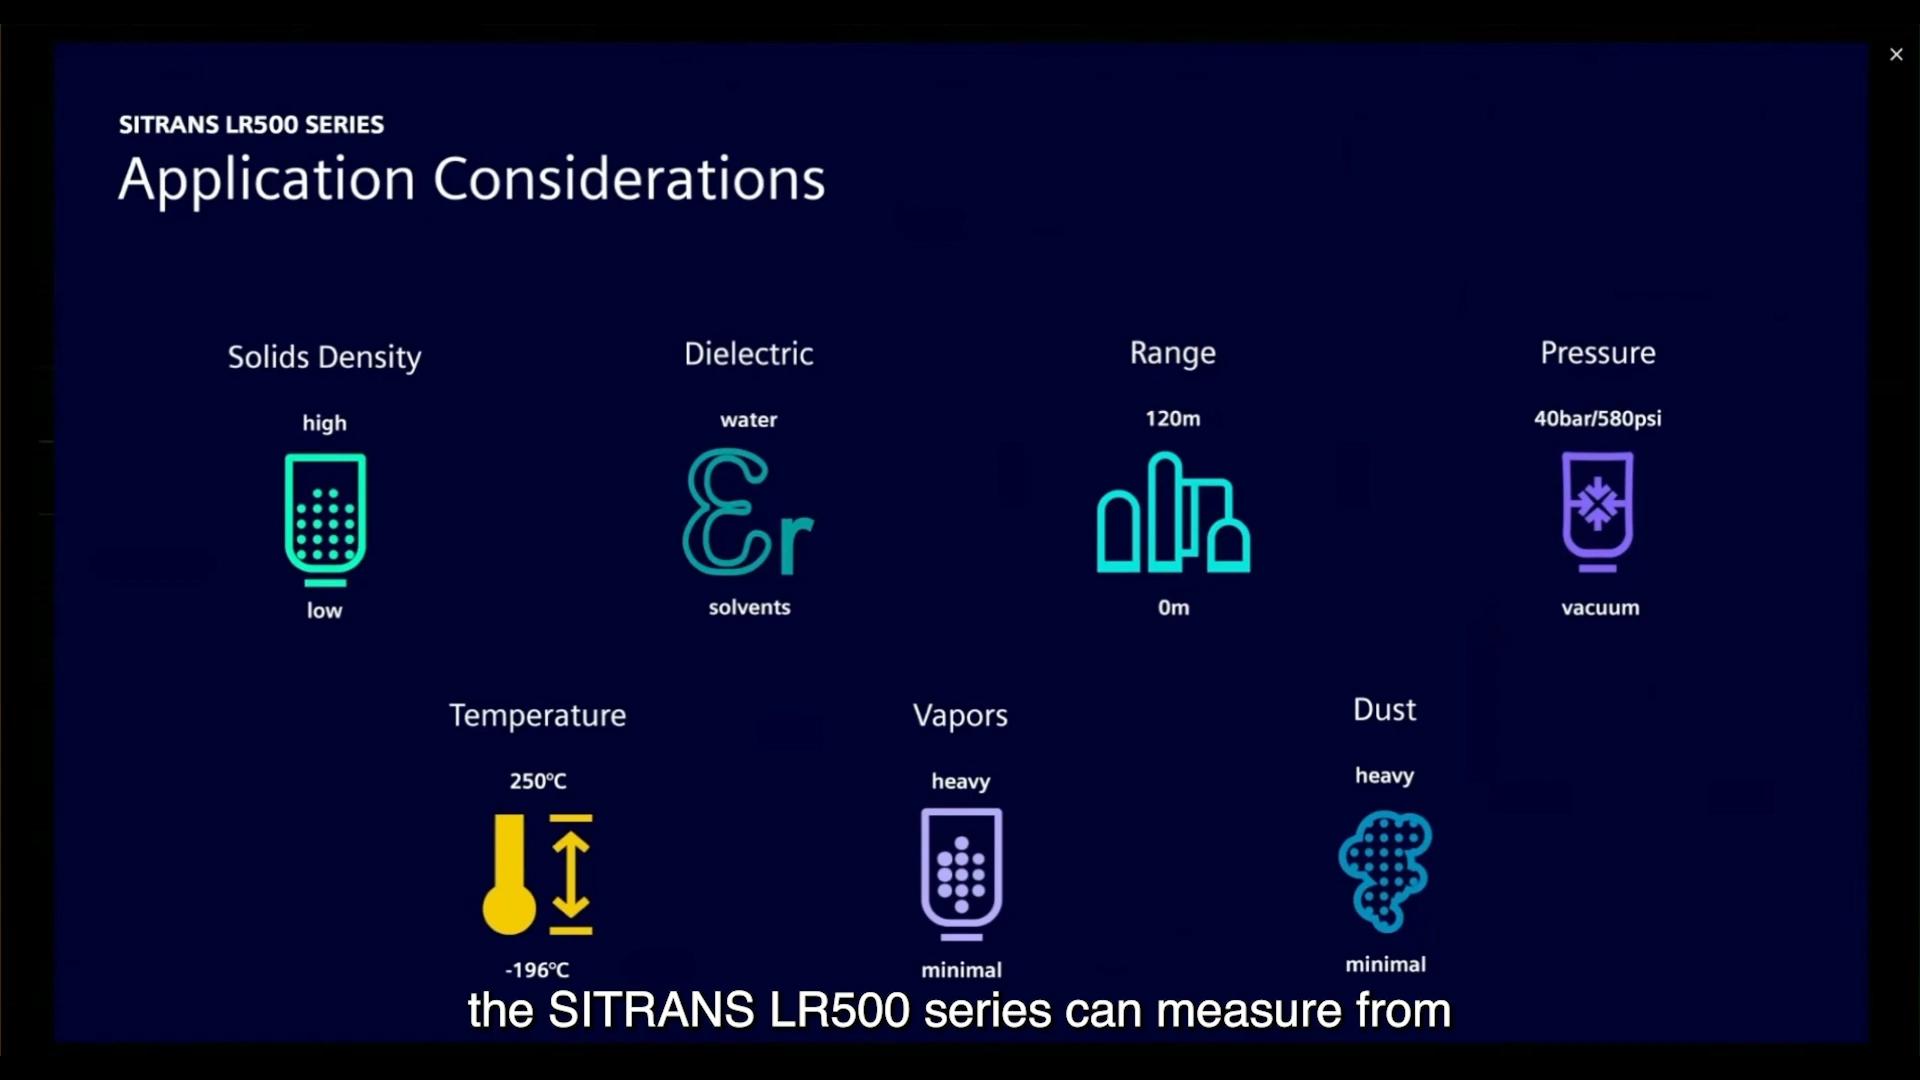 SITRANS LR500 SERIES
Application Considerations
Solids Density
high
low
Dielectric
water
εr
solvents
Range
120m
0m
Pressure
40bar/580psi
vacuum
Temperature
250°C
-196°C
Vapors
heavy
minimal
Dust
heavy
minimal
the SITRANS LR500 series can measure from